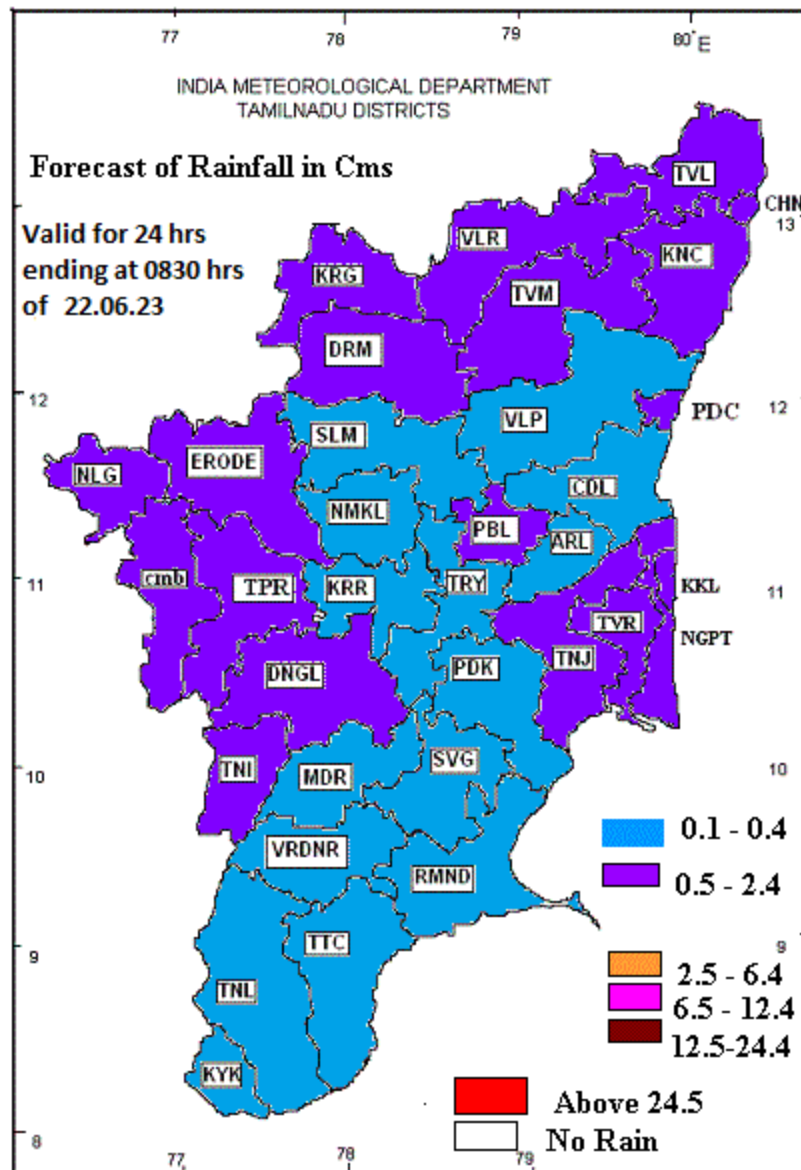 77 78 79 80°E
INDIA METEOROLOGICAL DEPARTMENT
TAMILNADU DISTRICTS
Forecast of Rainfall in Cms
TVL
CHN
13
Valid for 24 hrs
ending at 0830 hrs
of 22.06.23
VLR
KNC
KRG
TVM
DRM
12
PDC 12
VLP
SLM
ERODE
NLG
CDL
NMKL
PBL
ARL
11
cmb
TPR
KRR
TRY
KKL
11
TVR
NGPT
TNJ
DNGL
PDK
10
TNI
MDR
SVG
10
0.1 - 0.4
VRDNR
RMND
0.5 - 2.4
9
TTC
9
2.5 - 6.4
TNL
6.5 - 12.4
12.5-24.4
KYK
Above 24.5
8
No Rain
77 78 79